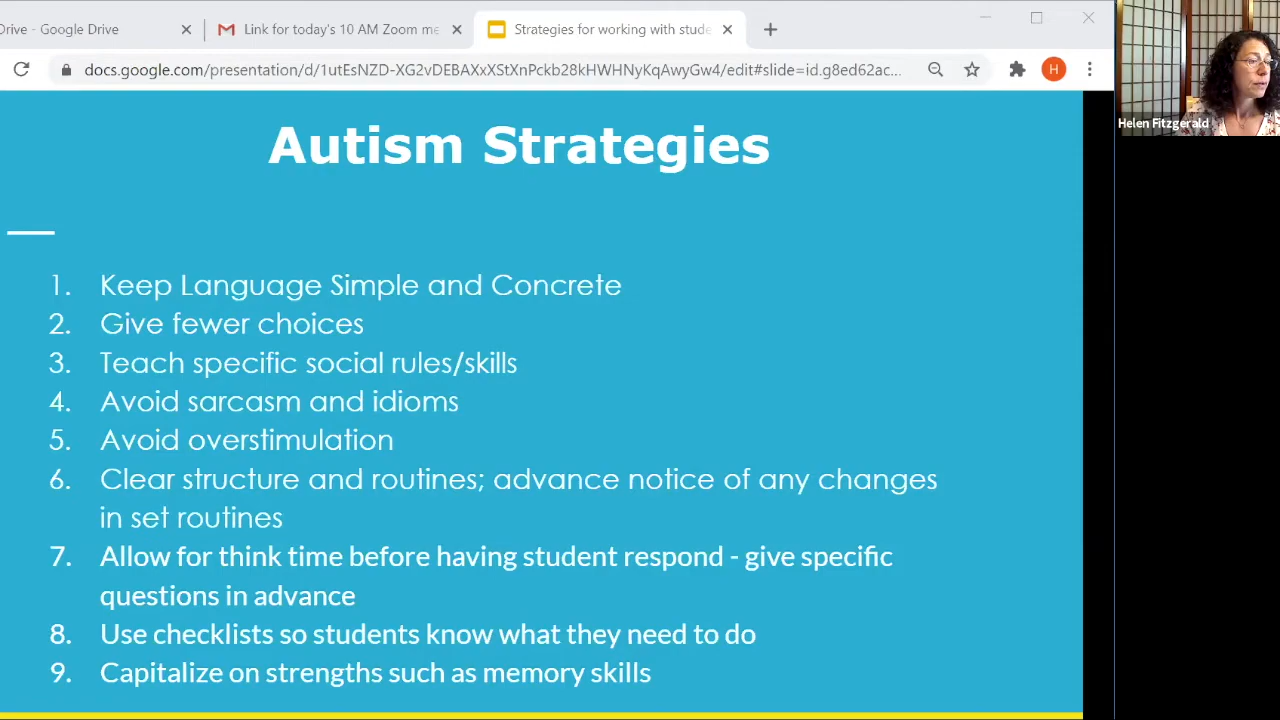 Drive - Google Drive
Link for today's 10 AM Zoom me
Strategies for working with stude
docs.google.com/presentation/d/1utEeNZD-XG2vDEBAXxXStXnPckb28kHWHNyKqAwyGw4/edit#slide=id.g8ed62ac...
H
Helen Fitzgerald
Autism Strategies
1. Keep Language Simple and Concrete
2. Give fewer choices
3. Teach specific social rules/skills
4. Avoid sarcasm and idioms
5. Avoid overstimulation
6. Clear structure and routines; advance notice of any changes
in set routines
7. Allow for think time before having student respond - give specific
questions in advance
8. Use checklists so students know what they need to do
9. Capitalize on strengths such as memory skills